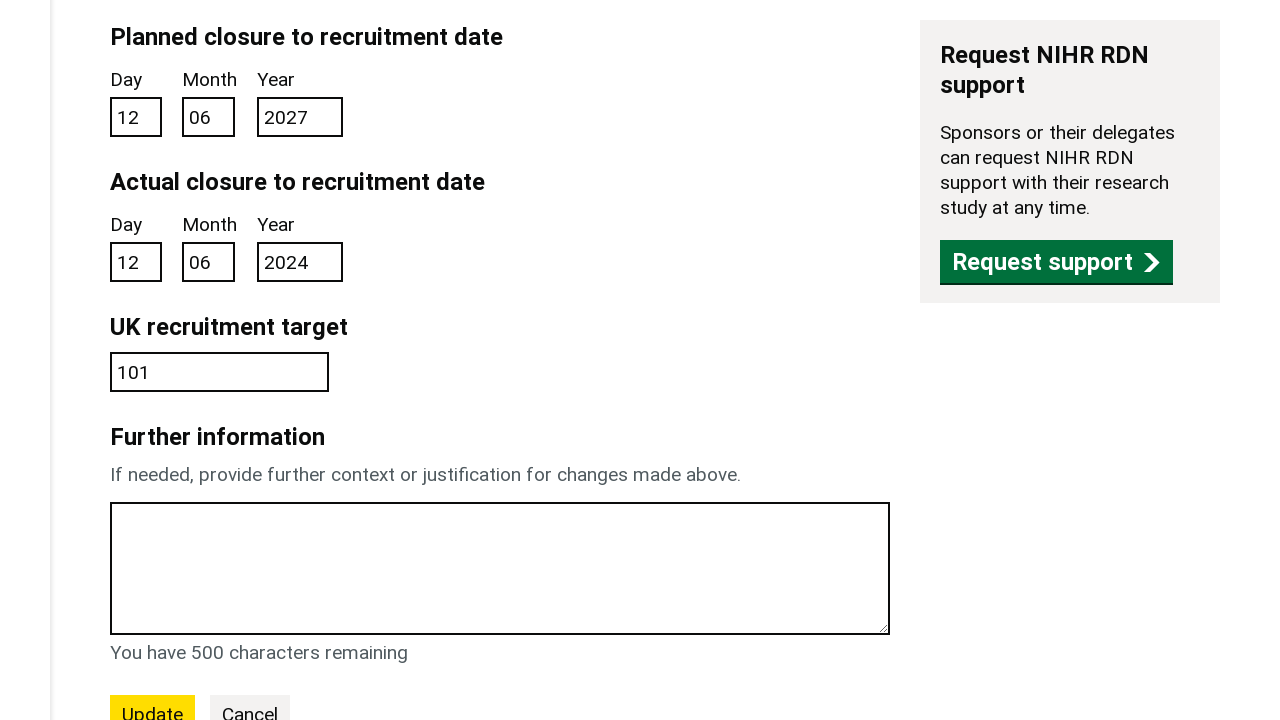 Planned closure to recruitment date
Day Month Year
12 06 2027
Actual closure to recruitment date
Day Month Year
12 06 2024
UK recruitment target
101
Further information
If needed, provide further context or justification for changes made above.
You have 500 characters remaining
Update Cancel
Request NIHR RDN
support
Sponsors or their delegates
can request NIHR RDN
support with their research
study at any time.
Request support